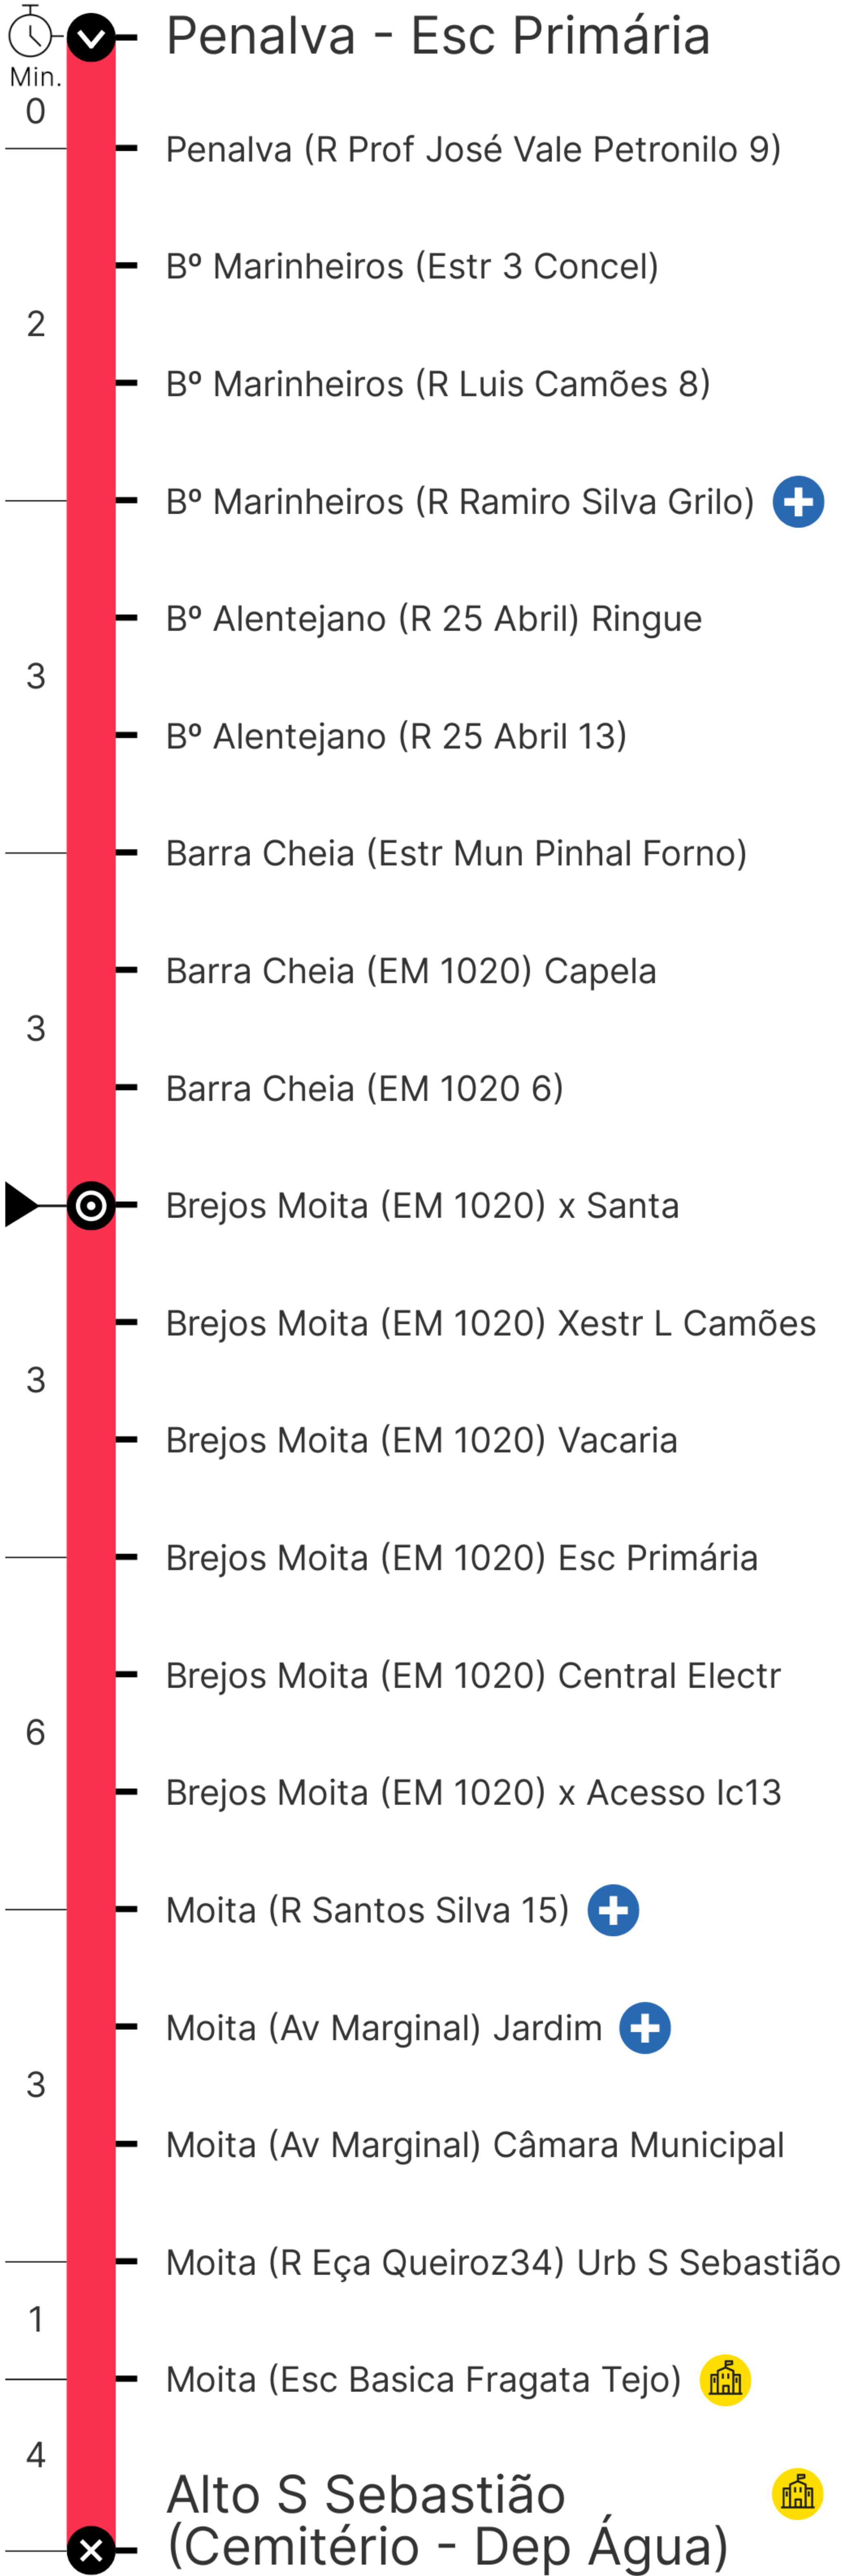 Penalva - Esc Primária
Min.
0
Penalva (R Prof José Vale Petronilo 9)
Bº Marinheiros (Estr 3 Concel)
2
Bº Marinheiros (R Luis Camões 8)
Bº Marinheiros (R Ramiro Silva Grilo)
Bº Alentejano (R 25 Abril) Ringue
3
Bº Alentejano (R 25 Abril 13)
Barra Cheia (Estr Mun Pinhal Forno)
Barra Cheia (EM 1020) Capela
3
Barra Cheia (EM 1020 6)
Brejos Moita (EM 1020) x Santa
Brejos Moita (EM 1020) Xestr L Camões
3
Brejos Moita (EM 1020) Vacaria
Brejos Moita (EM 1020) Esc Primária
Brejos Moita (EM 1020) Central Electr
6
Brejos Moita (EM 1020) x Acesso Ic13
Moita (R Santos Silva 15)
Moita (Av Marginal) Jardim
3
Moita (Av Marginal) Câmara Municipal
Moita (R Eça Queiroz34) Urb S Sebastião
1
Moita (Esc Basica Fragata Tejo)
4
Alto S Sebastião
(Cemitério - Dep Água)